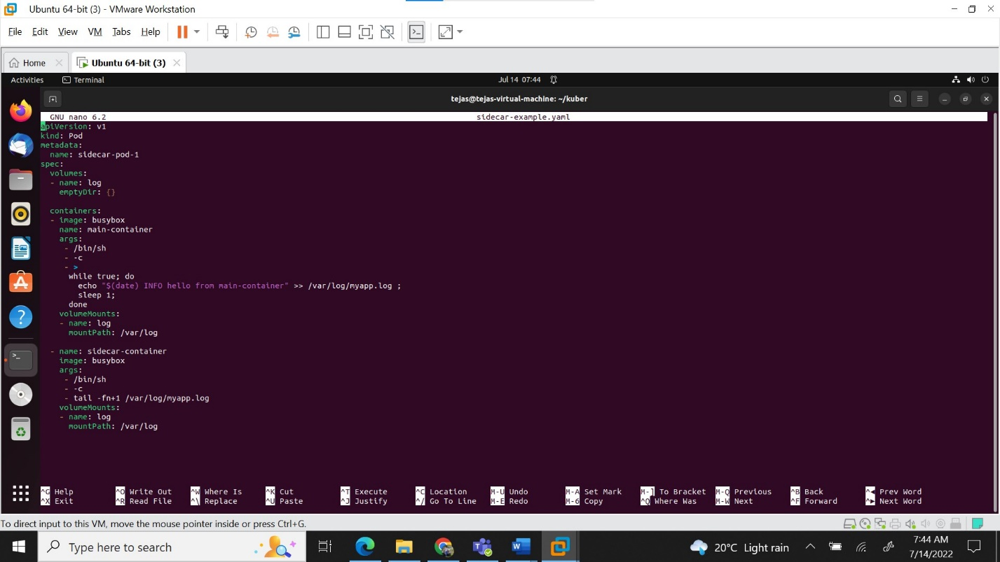 Ubuntu 64-bit (3) - VMware Workstation
File Edit View VM Tabs Help
Home Ubuntu 64-bit (3)
Activities Terminal Jul 14 07:44
tejas@tejas-virtual-machine: ~/kuber
GNU nano 6.2 sidecar-example.yaml
apiVersion: v1
kind: Pod
metadata:
  name: sidecar-pod-1
spec:
  volumes:
  - name: log
    emptyDir: {}
  containers:
  - image: busybox
    name: main-container
    args:
     - /bin/sh
     - -c
     - >
      while true; do
        echo "$(date) INFO hello from main-container" >> /var/log/myapp.log ;
        sleep 1;
      done
    volumeMounts:
    - name: log
      mountPath: /var/log
  - name: sidecar-container
    image: busybox
    args:
     - /bin/sh
     - -c
     - tail -fn+1 /var/log/myapp.log
    volumeMounts:
    - name: log
      mountPath: /var/log
^G Help ^O Write Out ^W Where Is ^K Cut ^T Execute ^C Location M-U Undo M-A Set Mark M-] To Bracket M-Q Previous ^B Back ^◄ Prev Word
^X Exit ^R Read File ^\ Replace ^U Paste ^J Justify ^/ Go To Line M-E Redo M-6 Copy ^Q Where Was M-W Next ^F Forward ^► Next Word
To direct input to this VM, move the mouse pointer inside or press Ctrl+G.
Type here to search 20°C Light rain 7:44 AM
7/14/2022